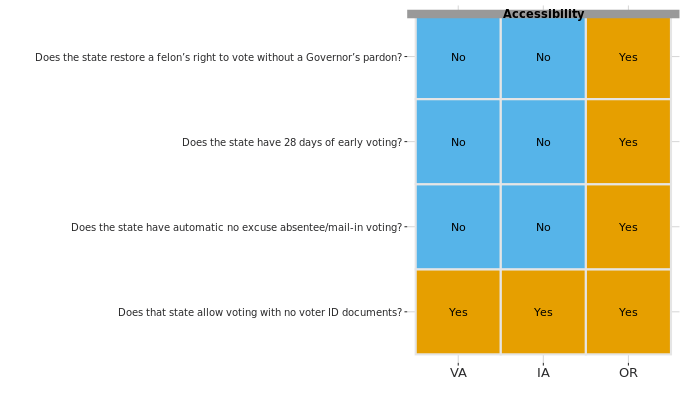 Accessibility
Does the state restore a felon’s right to vote without a Governor’s pardon? No No Yes
Does the state have 28 days of early voting? No No Yes
Does the state have automatic no excuse absentee/mail-in voting? No No Yes
Does that state allow voting with no voter ID documents? Yes Yes Yes
VA IA OR